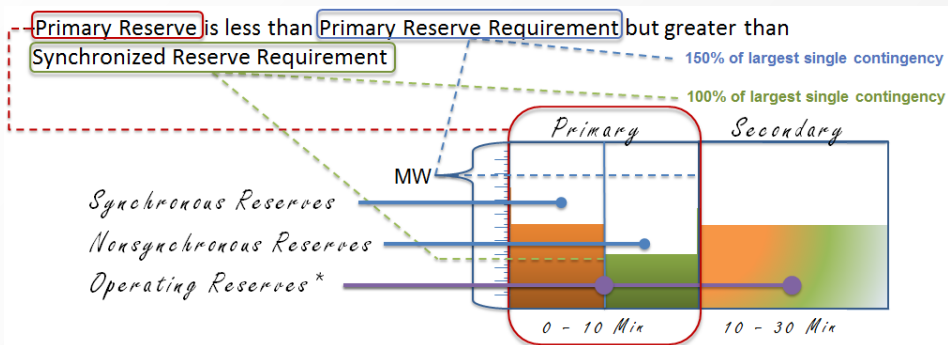 Primary Reserve is less than Primary Reserve Requirement but greater than
Synchronized Reserve Requirement
150% of largest single contingency
100% of largest single contingency
Primary Secondary
MW
Synchronous Reserves
Nonsynchronous Reserves
Operating Reserves*
0 - 10 Min 10 - 30 Min